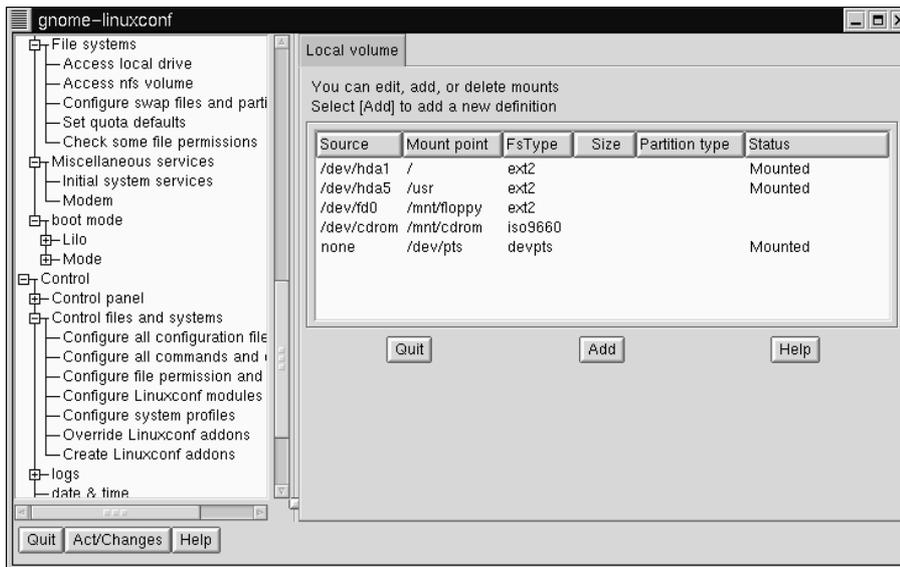 gnome-linuxconf
File systems
Access local drive
Access nfs volume
Configure swap files and parti
Set quota defaults
Check some file permissions
Miscellaneous services
Initial system services
Modem
boot mode
Lilo
Mode
Control
Control panel
Control files and systems
Configure all configuration file
Configure all commands and
Configure file permission and
Configure Linuxconf modules
Configure system profiles
Override Linuxconf addons
Create Linuxconf addons
logs
date & time
Quit Act/Changes Help
Local volume
You can edit, add, or delete mounts
Select [Add] to add a new definition
Source Mount point FsType Size Partition type Status
/dev/hda1 / ext2 Mounted
/dev/hda5 /usr ext2 Mounted
/dev/fd0 /mnt/floppy ext2
/dev/cdrom /mnt/cdrom iso9660
none /dev/pts devpts Mounted
Quit Add Help